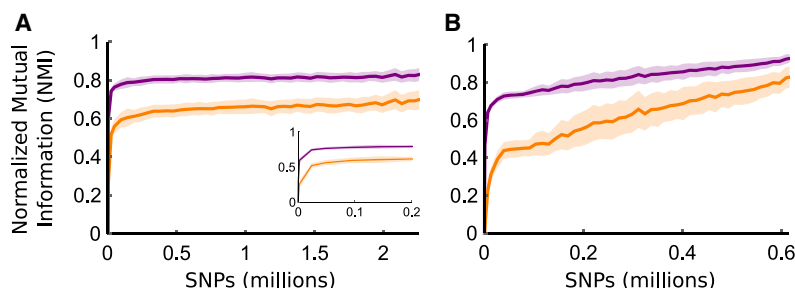 A
B
Normalized Mutual
Information (NMI)
1
0.8
0.6
0.4
0.2
0
0 0.5 1 1.5 2
SNPs (millions)
1
0.5
0
0 0.1 0.2
1
0.8
0.6
0.4
0.2
0
0 0.2 0.4 0.6
SNPs (millions)